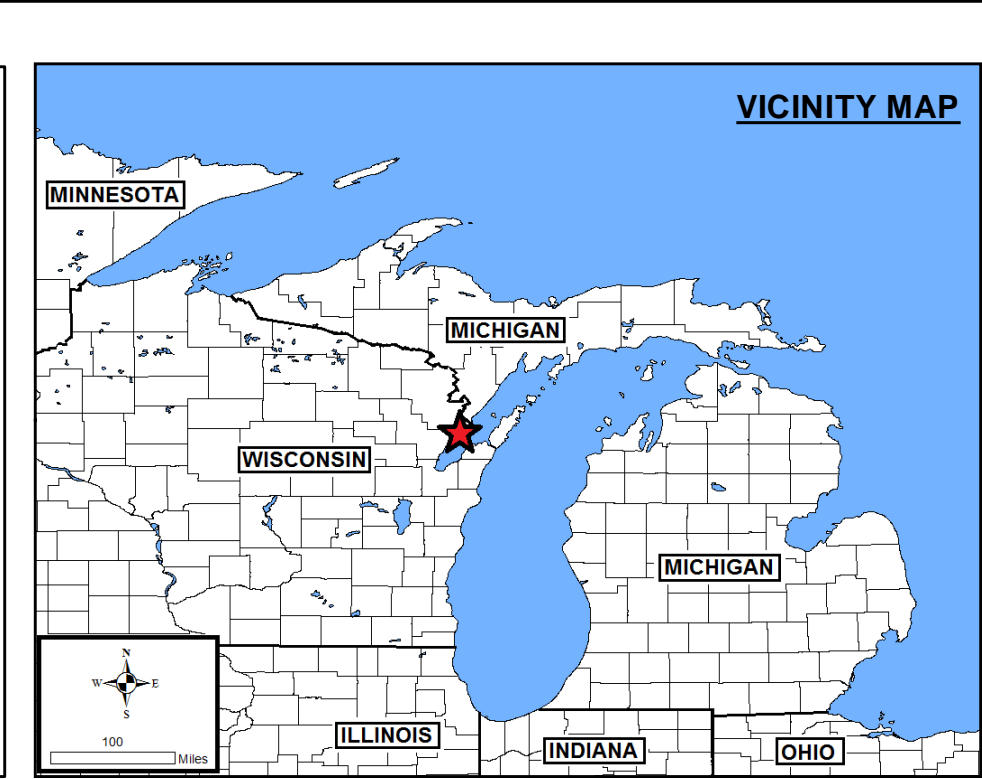 VICINITY MAP
MINNESOTA
MICHIGAN
WISCONSIN
MICHIGAN
N
W E
S
100
Miles
ILLINOIS
INDIANA
OHIO